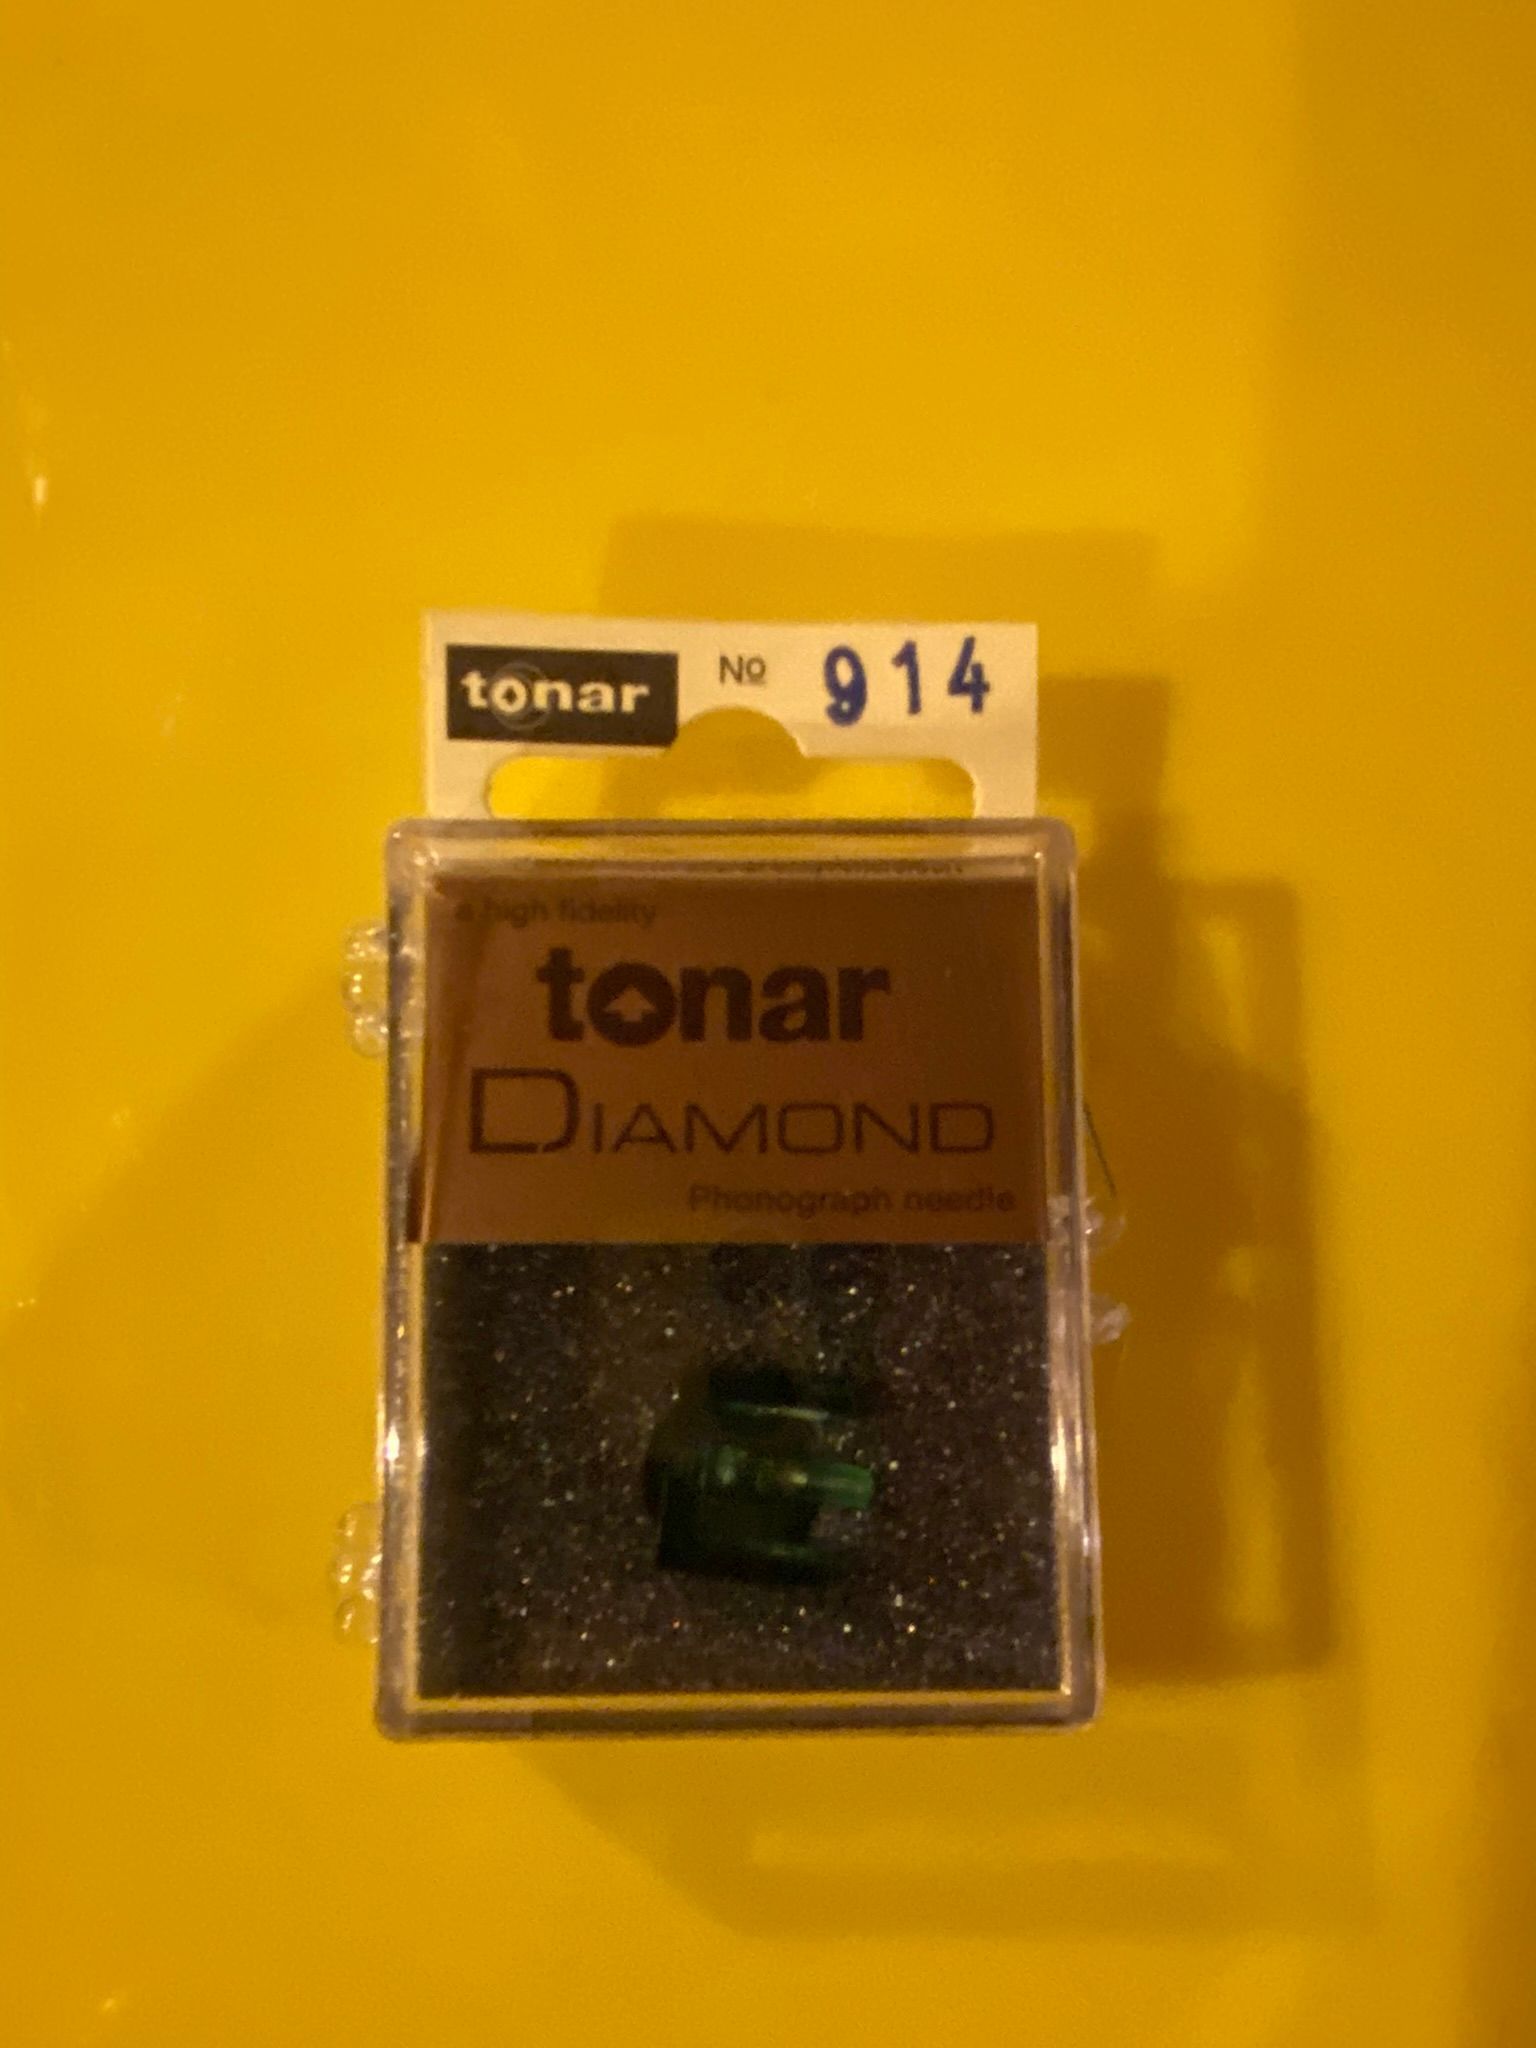 tonar № 914
a high fidelity
tonar
DIAMOND
Phonograph needle